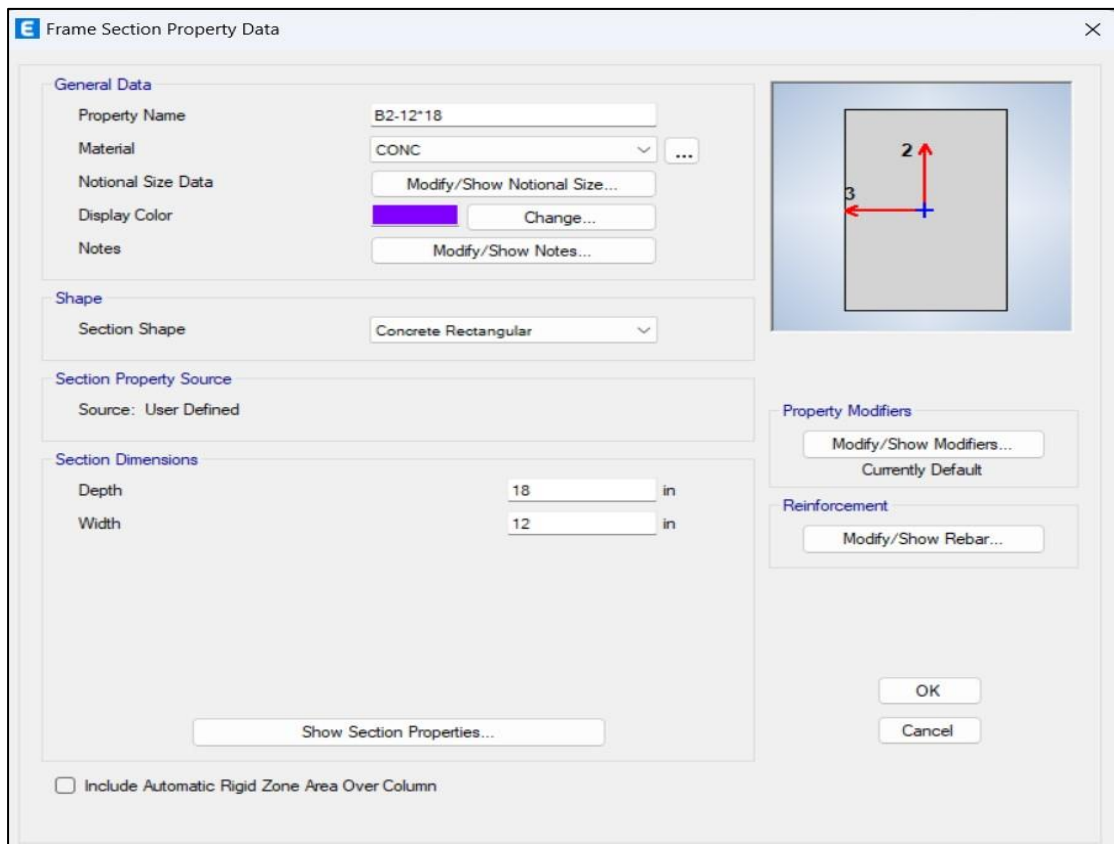 E Frame Section Property Data
General Data
Property Name B2-12*18
Material CONC ...
Notional Size Data Modify/Show Notional Size...
Display Color Change...
Notes Modify/Show Notes...
Shape
Section Shape Concrete Rectangular
Section Property Source
Source: User Defined
Section Dimensions
Depth 18 in
Width 12 in
Show Section Properties...
Include Automatic Rigid Zone Area Over Column
2
3
Property Modifiers
Modify/Show Modifiers...
Currently Default
Reinforcement
Modify/Show Rebar...
OK
Cancel